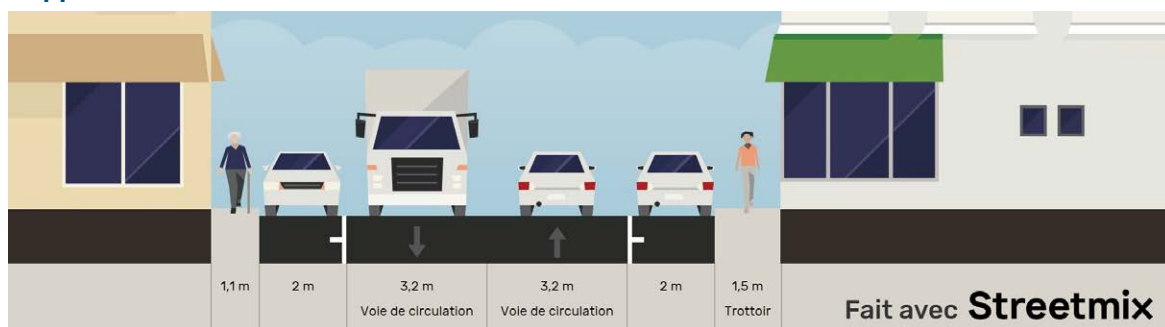 1,1 m 2 m 3,2 m 3,2 m 2 m 1,5 m
Voie de circulation Voie de circulation Trottoir
Fait avec Streetmix